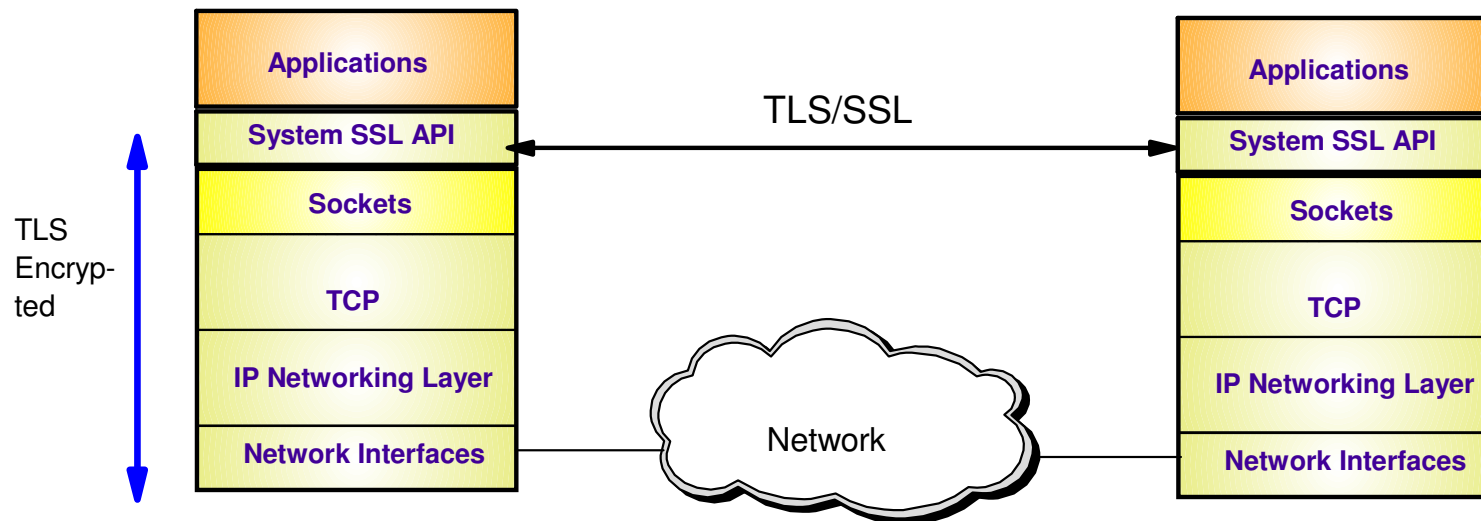 Applications
System SSL API
Sockets
TCP
IP Networking Layer
Network Interfaces
TLS
Encryp-
ted
TLS/SSL
Network
Applications
System SSL API
Sockets
TCP
IP Networking Layer
Network Interfaces